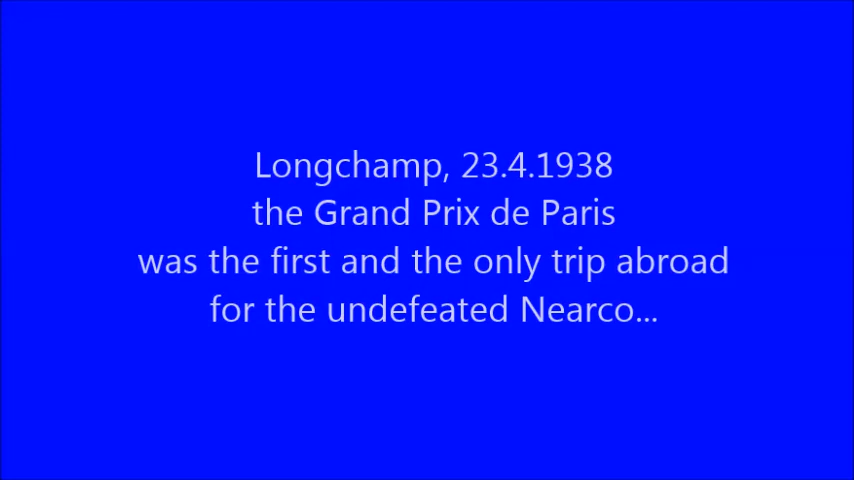 Longchamp, 23.4.1938
the Grand Prix de Paris
was the first and the only trip abroad
for the undefeated Nearco...